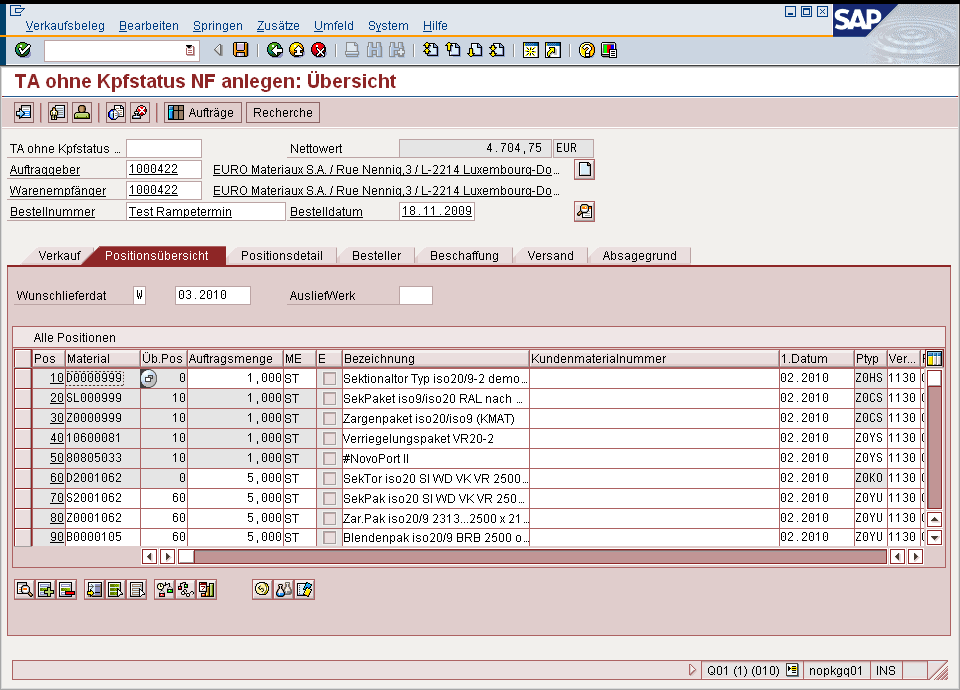 Verkaufsbeleg Bearbeiten Springen Zusätze Umfeld System Hilfe
SAP
TA ohne Kpfstatus NF anlegen: Übersicht
Aufträge Recherche
TA ohne Kpfstatus ... Nettowert 4.704,75 EUR
Auftraggeber 1000422 EURO Materiaux S.A. / Rue Nennig,3 / L-2214 Luxembourg-Do...
Warenempfänger 1000422 EURO Materiaux S.A. / Rue Nennig,3 / L-2214 Luxembourg-Do...
Bestellnummer Test Rampetermin Bestelldatum 18.11.2009
Verkauf Positionsübersicht Positionsdetail Besteller Beschaffung Versand Absagegrund
Wunschlieferdat W 03.2010 AusliefWerk
Alle Positionen
Pos Material Üb.Pos Auftragsmenge ME E Bezeichnung Kundenmaterialnummer 1.Datum Ptyp Ver...
10 D0000999 0 1,000 ST Sektionaltor Typ iso20/9-2 demo... 02.2010 Z0HS 1130
20 SL000999 10 1,000 ST SekPaket iso9/iso20 RAL nach ... 02.2010 Z0CS 1130
30 Z0000999 10 1,000 ST Zargenpaket iso20/iso9 (KMAT) 02.2010 Z0CS 1130
40 10600081 10 1,000 ST Verriegelungspaket VR20-2 02.2010 Z0YS 1130
50 80805033 10 1,000 ST #NovoPort II 02.2010 Z0YS 1130
60 D2001062 0 5,000 ST SekTor iso20 SI WD VK VR 2500... 02.2010 Z0KO 1130
70 S2001062 60 5,000 ST SekPak iso20 SI WD VK VR 250... 02.2010 Z0YU 1130
80 Z0001062 60 5,000 ST Zar.Pak iso20/9 2313...2500 x 21... 02.2010 Z0YU 1130
90 B0000105 60 5,000 ST Blendenpak iso20/9 BRB 2500 o... 02.2010 Z0YU 1130
Q01 (1) (010) nopkgq01 INS